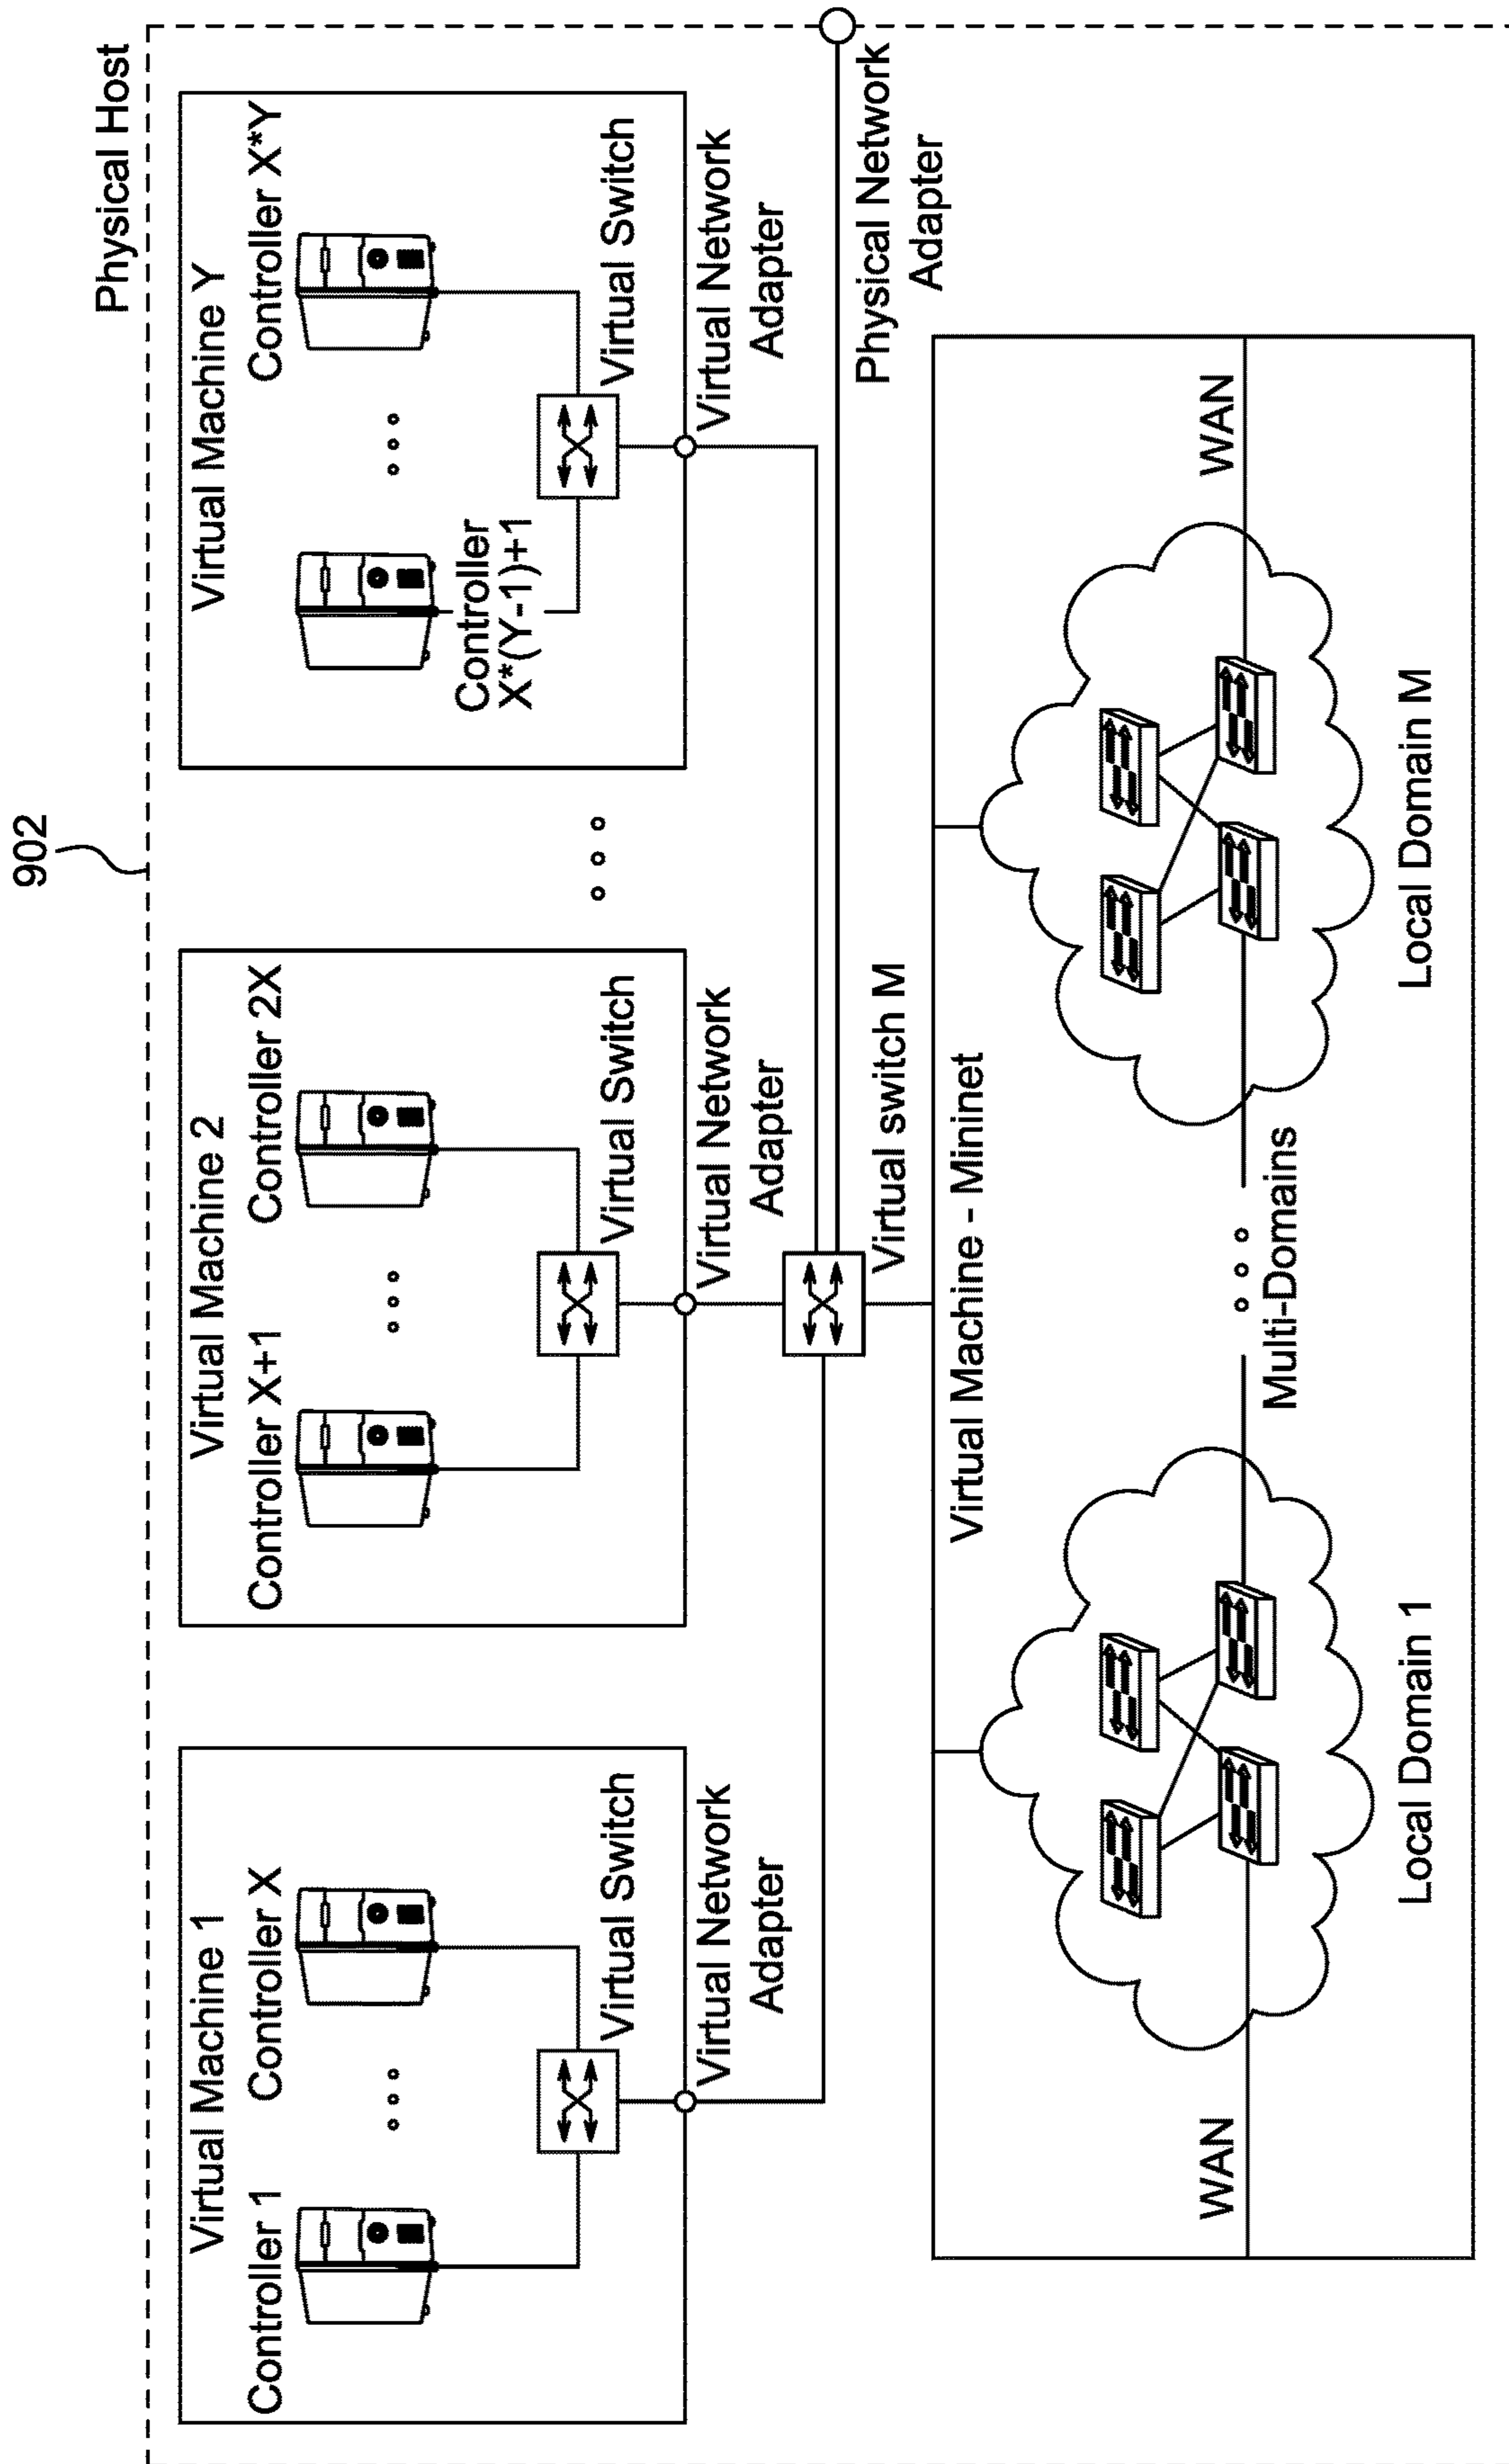 902
Physical Host
Virtual Machine 1
Controller 1
Controller X
Virtual Switch
Virtual Network
Adapter
Virtual Machine 2
Controller X+1
Controller 2X
Virtual Switch
Virtual Network
Adapter
Virtual Machine Y
Controller
X*(Y-1)+1
Controller X*Y
Virtual Switch
Virtual Network
Adapter
Physical Network
Adapter
Virtual switch M
Virtual Machine - Mininet
WAN
Local Domain 1
Multi-Domains
Local Domain M
WAN